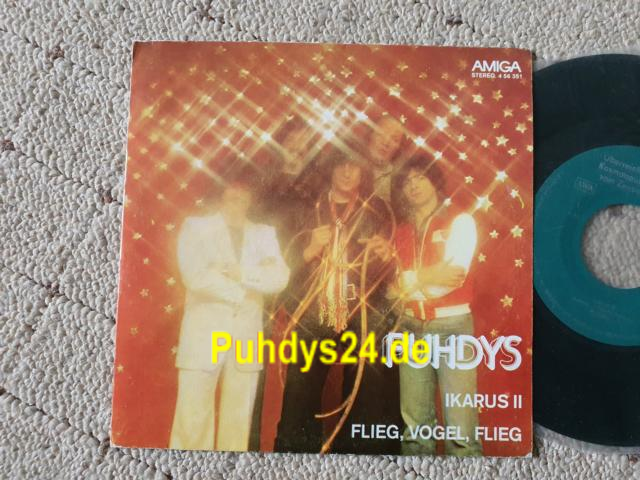 AMIGA
STEREO 4 56 351
Puhdys24.de
PUHDYS
IKARUS II
FLIEG, VOGEL, FLIEG